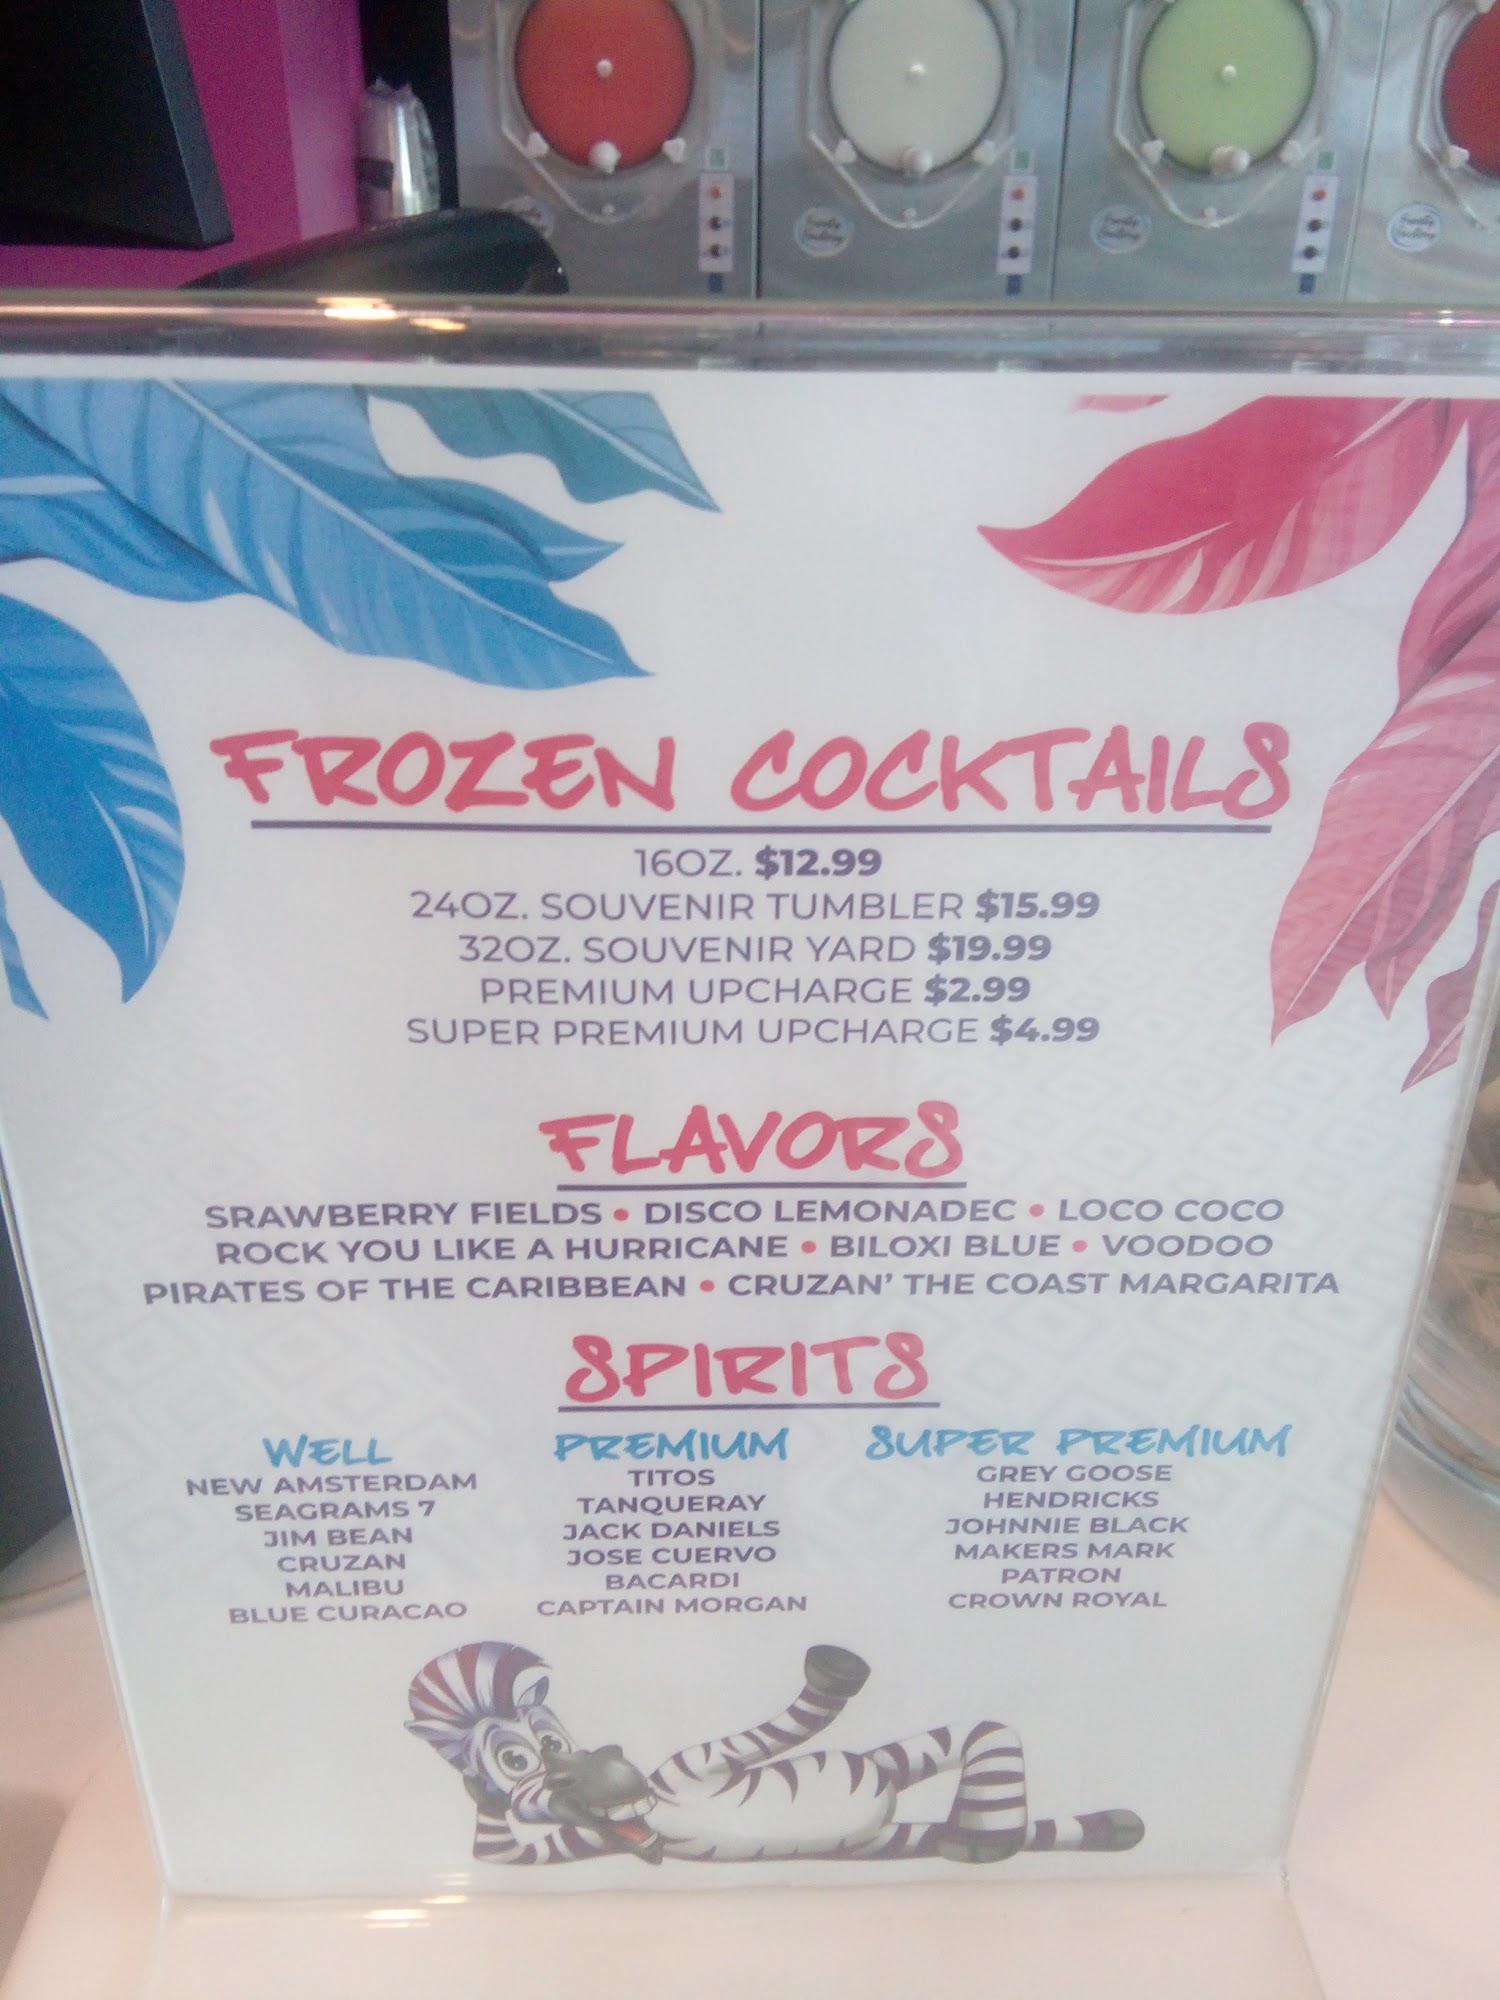 FROZEN COCKTAILS
16OZ. $12.99
24OZ. SOUVENIR TUMBLER $15.99
32OZ. SOUVENIR YARD $19.99
PREMIUM UPCHARGE $2.99
SUPER PREMIUM UPCHARGE $4.99
FLAVORS
SRAWBERRY FIELDS • DISCO LEMONADEC • LOCO COCO
ROCK YOU LIKE A HURRICANE • BILOXI BLUE • VOODOO
PIRATES OF THE CARIBBEAN • CRUZAN' THE COAST MARGARITA
SPIRITS
WELL
NEW AMSTERDAM
SEAGRAMS 7
JIM BEAN
CRUZAN
MALIBU
BLUE CURACAO
PREMIUM
TITOS
TANQUERAY
JACK DANIELS
JOSE CUERVO
BACARDI
CAPTAIN MORGAN
SUPER PREMIUM
GREY GOOSE
HENDRICKS
JOHNNIE BLACK
MAKERS MARK
PATRON
CROWN ROYAL